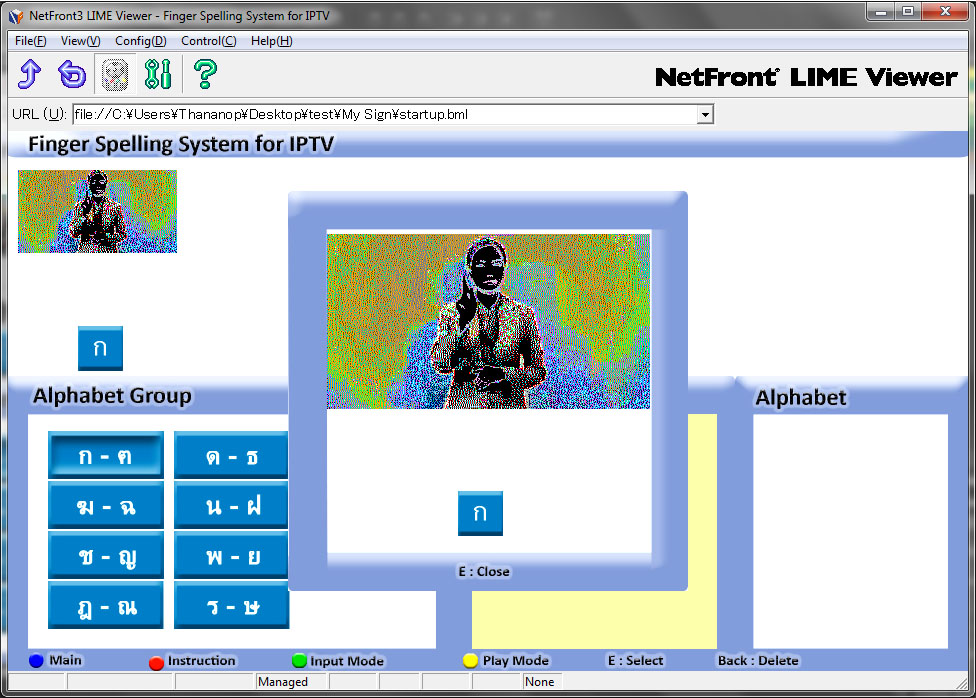 NetFront3 LIME Viewer - Finger Spelling System for IPTV
File(F) View(V) Config(D) Control(C) Help(H)
NetFront® LIME Viewer
URL (U): file://C:¥Users¥Thananop¥Desktop¥test¥My Sign¥startup.bml
Finger Spelling System for IPTV
ก
Alphabet Group
ก - ฅ
ด - ธ
ฆ - ฉ
น - ฝ
ช - ญ
พ - ย
ฎ - ณ
ร - ษ
ก
E : Close
Alphabet
Main Instruction Input Mode Play Mode E : Select Back : Delete
Managed None